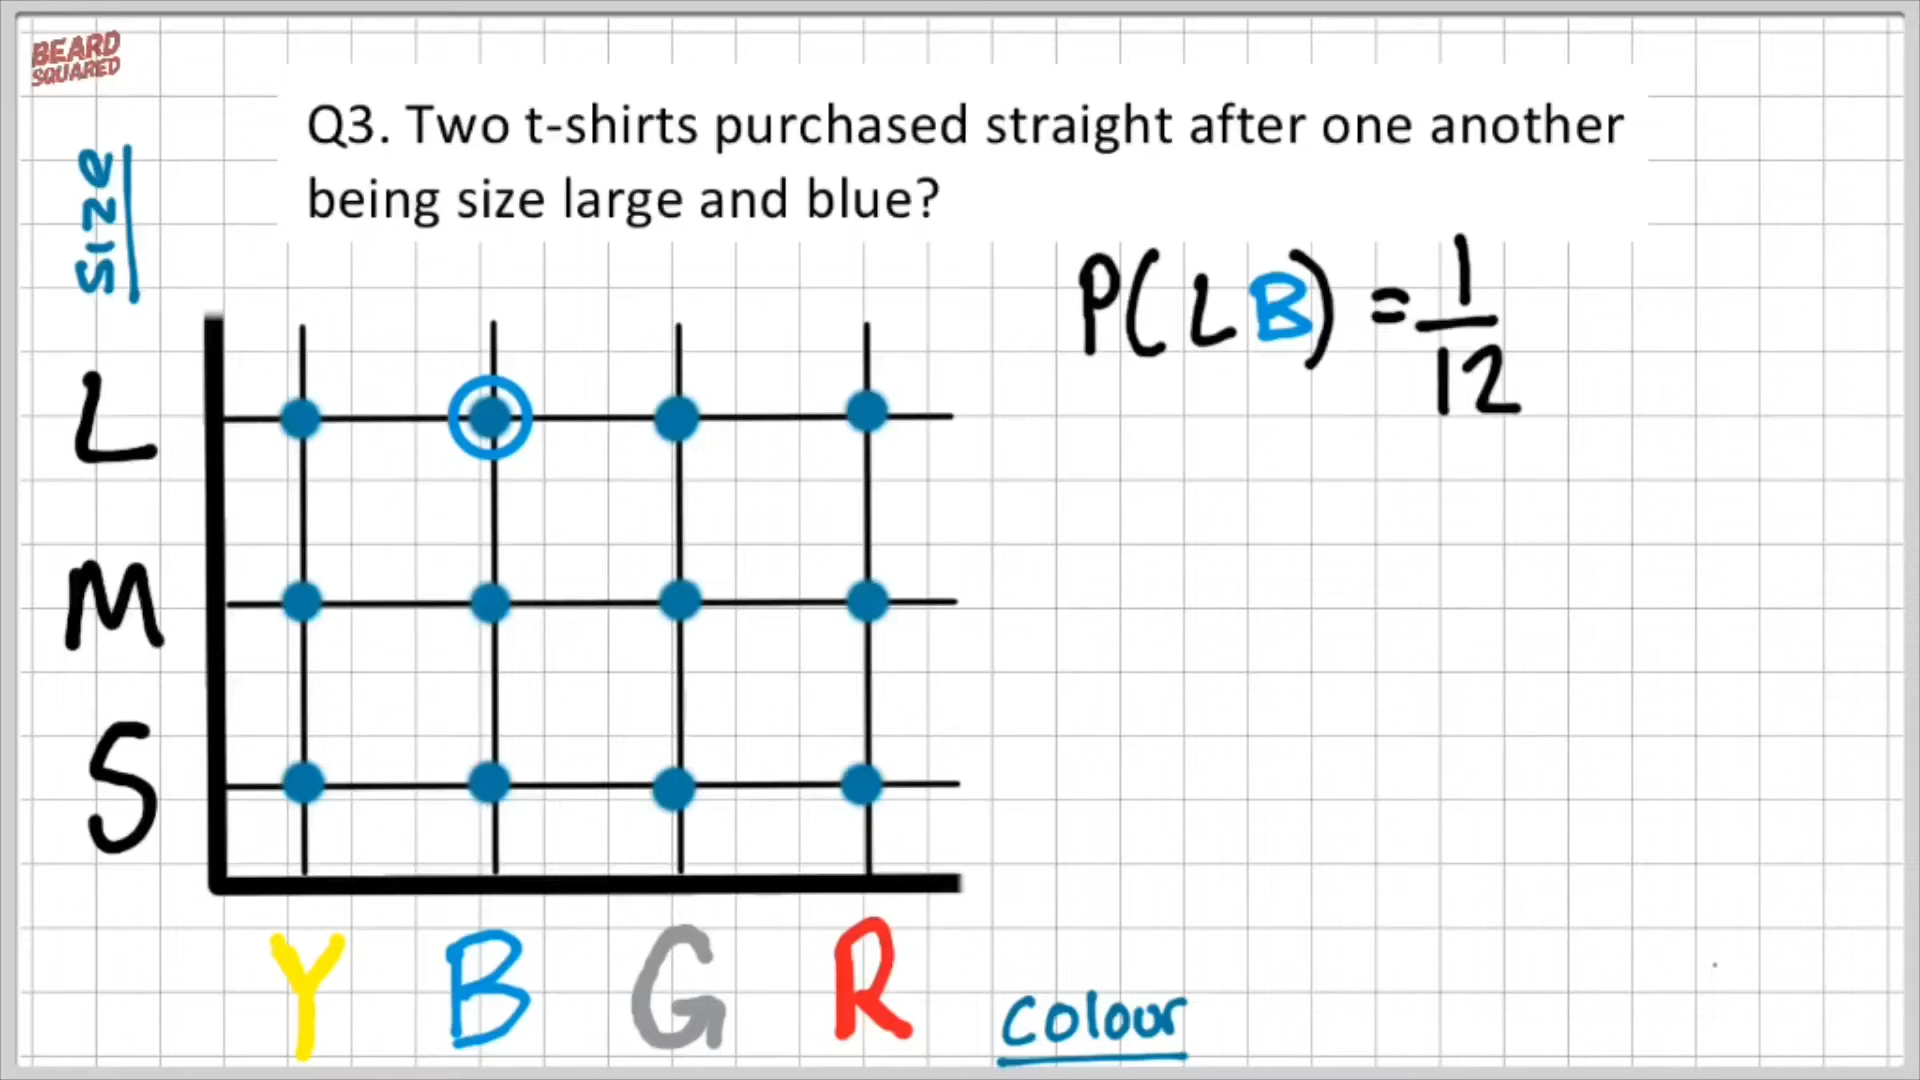 BEARD
SQUARED
Q3. Two t-shirts purchased straight after one another
being size large and blue?
size
P(LB) = 1/12
L
M
S
Y B G R
colour